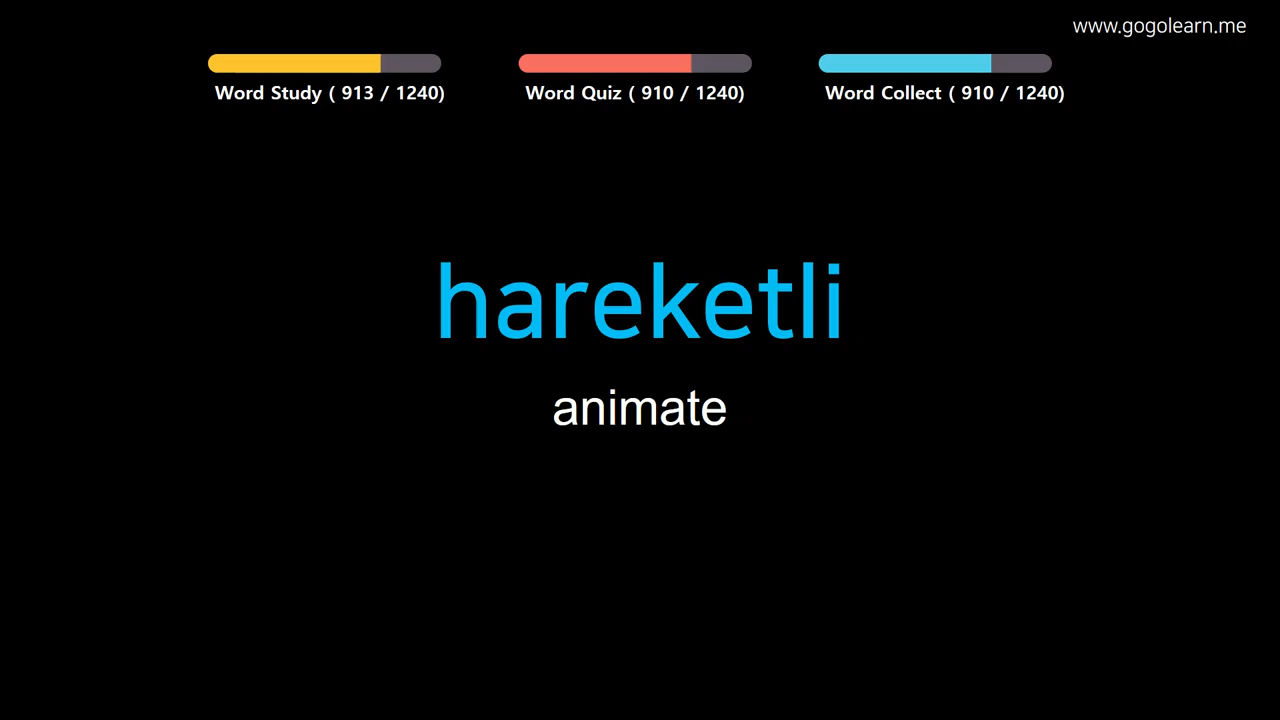 www.gogolearn.me
Word Study ( 913 / 1240)
Word Quiz ( 910 / 1240)
Word Collect ( 910 / 1240)
hareketli
animate